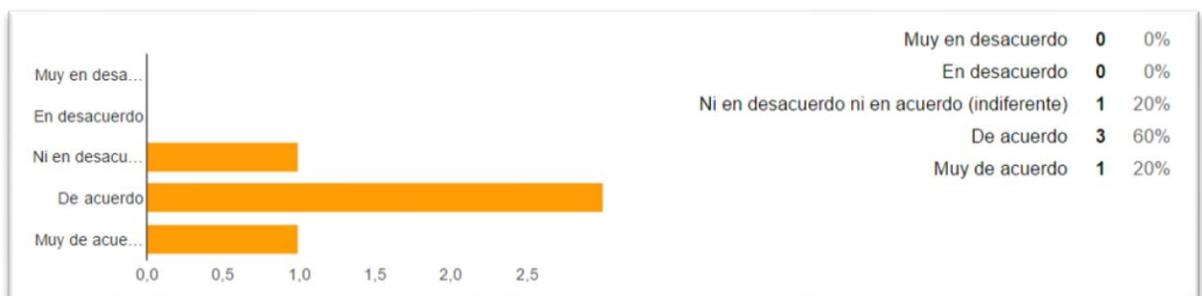 Muy en desa...
En desacuerdo
Ni en desacu...
De acuerdo
Muy de acue...
0,0 0,5 1,0 1,5 2,0 2,5
Muy en desacuerdo 0 0%
En desacuerdo 0 0%
Ni en desacuerdo ni en acuerdo (indiferente) 1 20%
De acuerdo 3 60%
Muy de acuerdo 1 20%